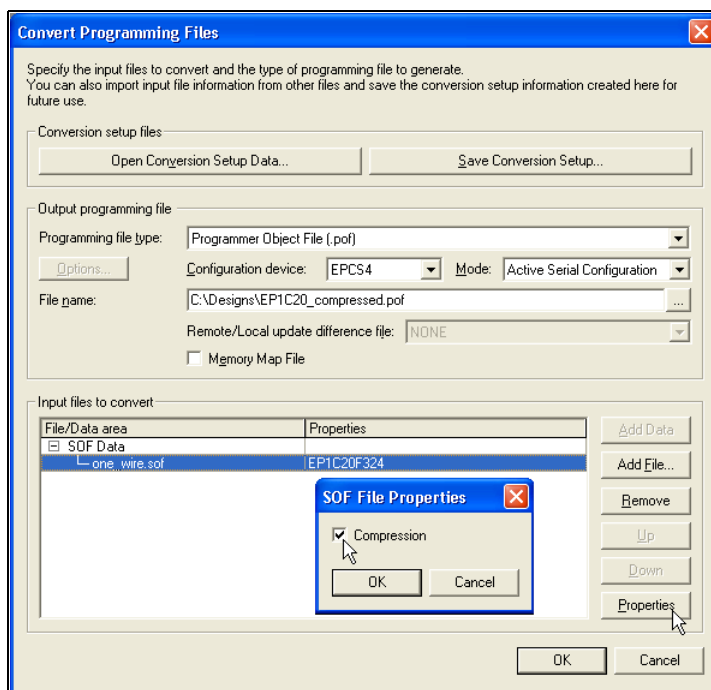 Convert Programming Files
Specify the input files to convert and the type of programming file to generate.
You can also import input file information from other files and save the conversion setup information created here for
future use.
Conversion setup files
Open Conversion Setup Data...
Save Conversion Setup...
Output programming file
Programming file type:
Programmer Object File (.pof)
Options...
Configuration device:
EPCS4
Mode:
Active Serial Configuration
File name:
C:\Designs\EP1C20_compressed.pof
...
Remote/Local update difference file:
NONE
Memory Map File
Input files to convert
File/Data area
Properties
SOF Data
one_wire.sof
EP1C20F324
Add Data
Add File...
Remove
Up
Down
Properties
SOF File Properties
Compression
OK
Cancel
OK
Cancel